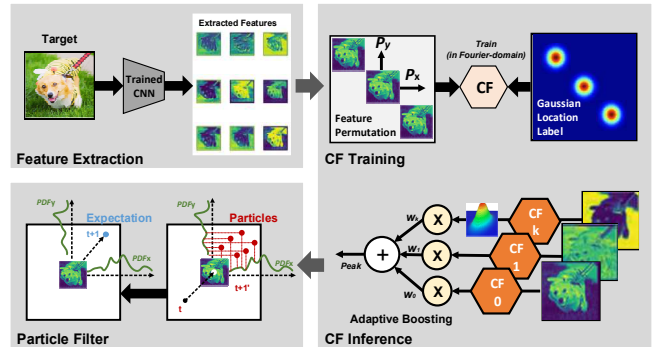 Target
Trained
CNN
Extracted Features
Feature Extraction
Py
Px
Feature
Permutation
Train
(in Fourier-domain)
CF
Gaussian
Location
Label
CF Training
PDFy
Expectation
t+1
PDFx
PDFy
Particles
PDFx
t+1'
t
Particle Filter
Peak
+
Wk
W1
W0
X
X
X
CF
k
CF
1
CF
0
Adaptive Boosting
CF Inference